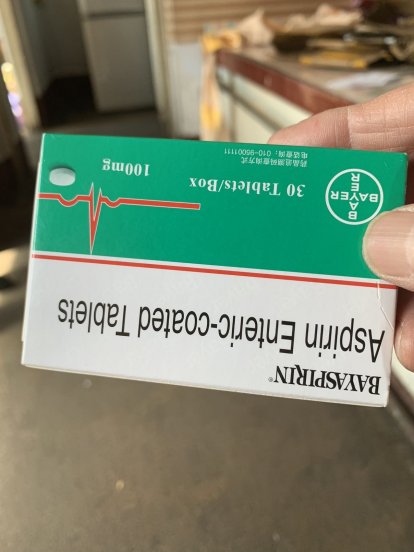 BAYASPIRIN®
Aspirin Enteric-coated Tablets
BAYER
BAYER
30 Tablets/Box
100mg
药品追溯码查询方式
电话查询：010-95001111